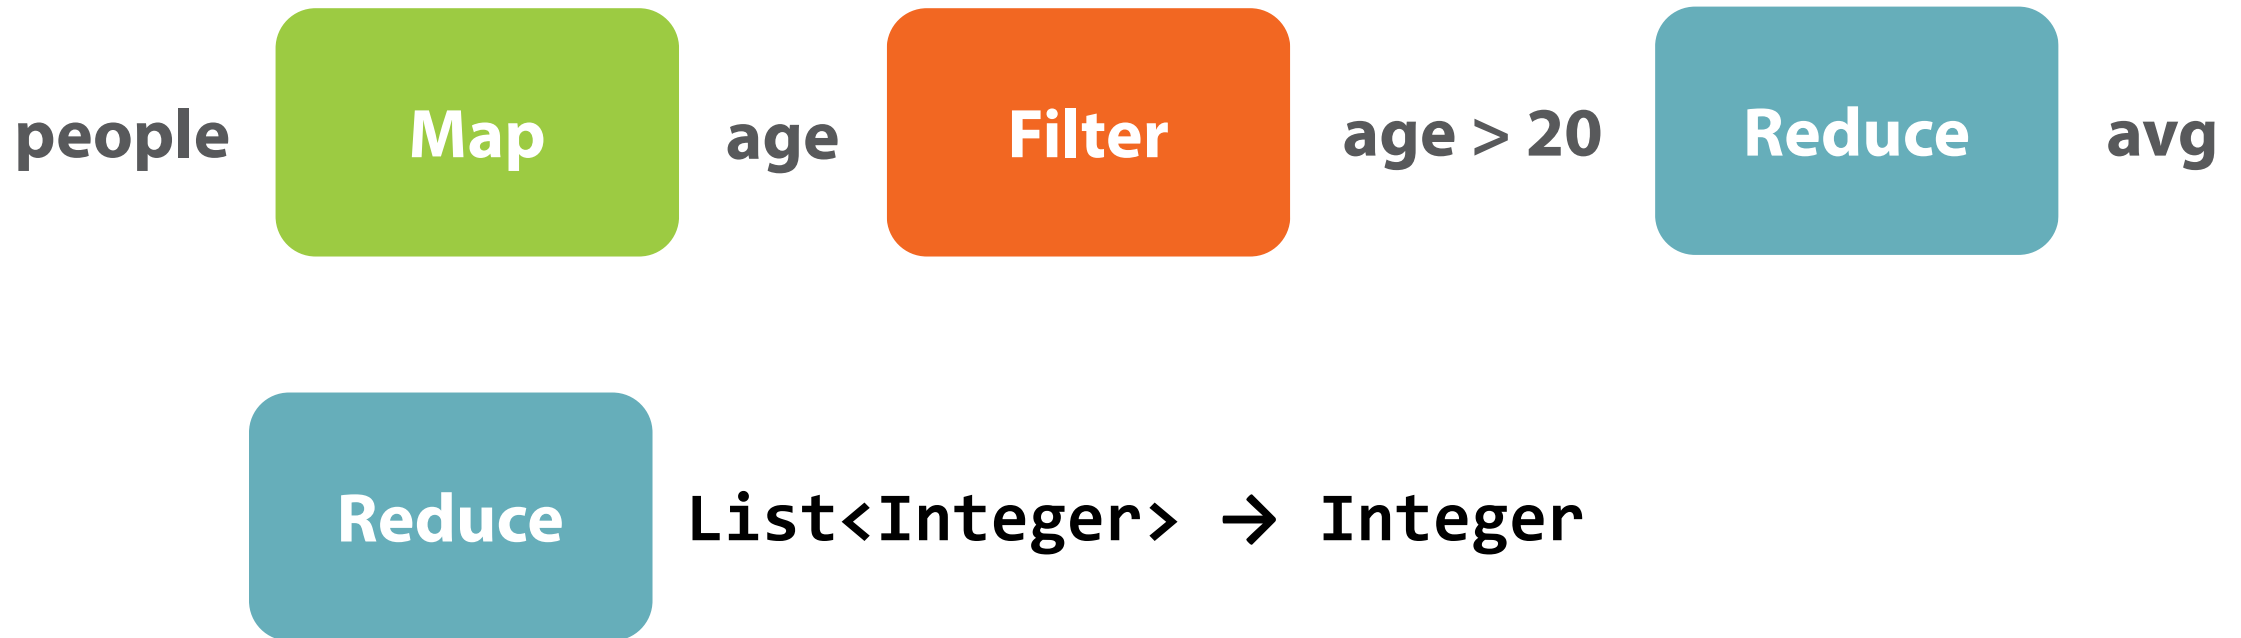 people Map age Filter age > 20 Reduce avg
Reduce List<Integer> → Integer